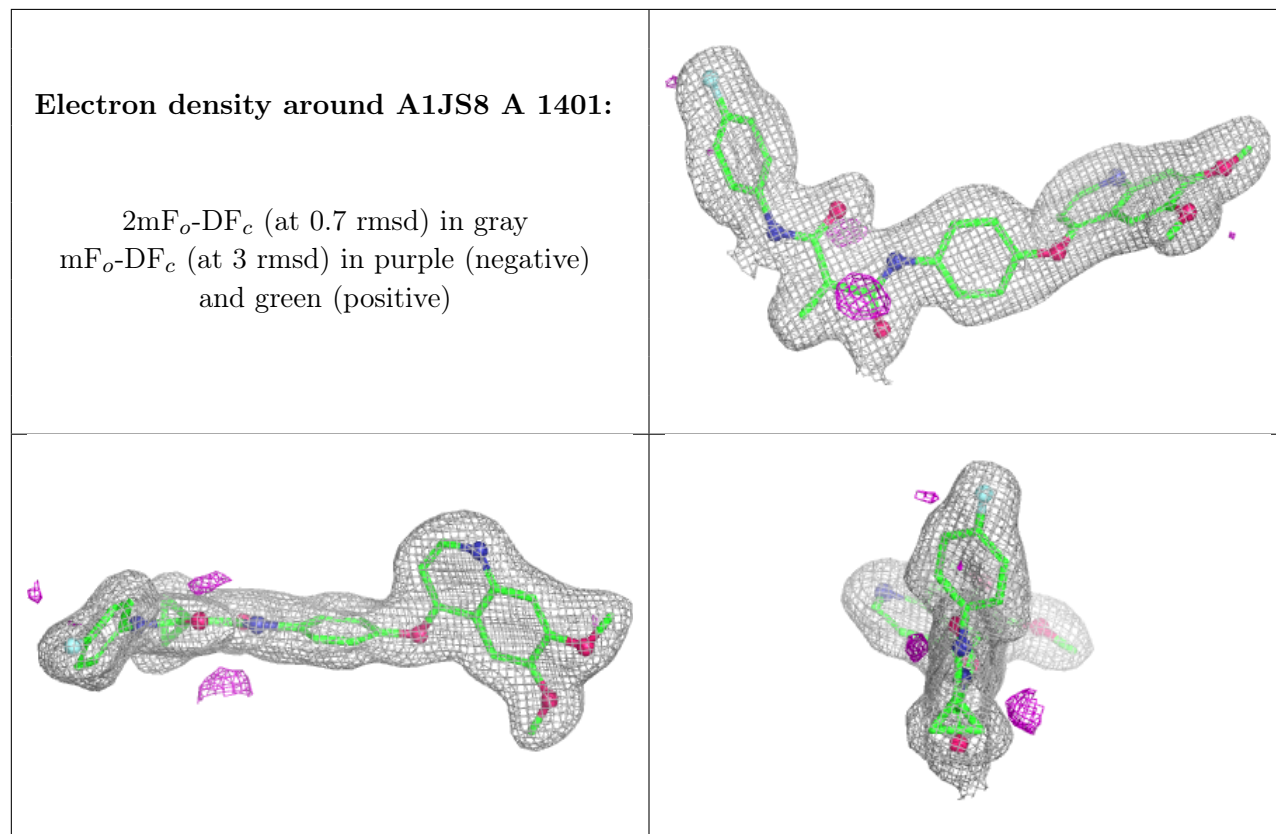 Electron density around A1JS8 A 1401:
2mFo-DFc (at 0.7 rmsd) in gray
mFo-DFc (at 3 rmsd) in purple (negative)
and green (positive)